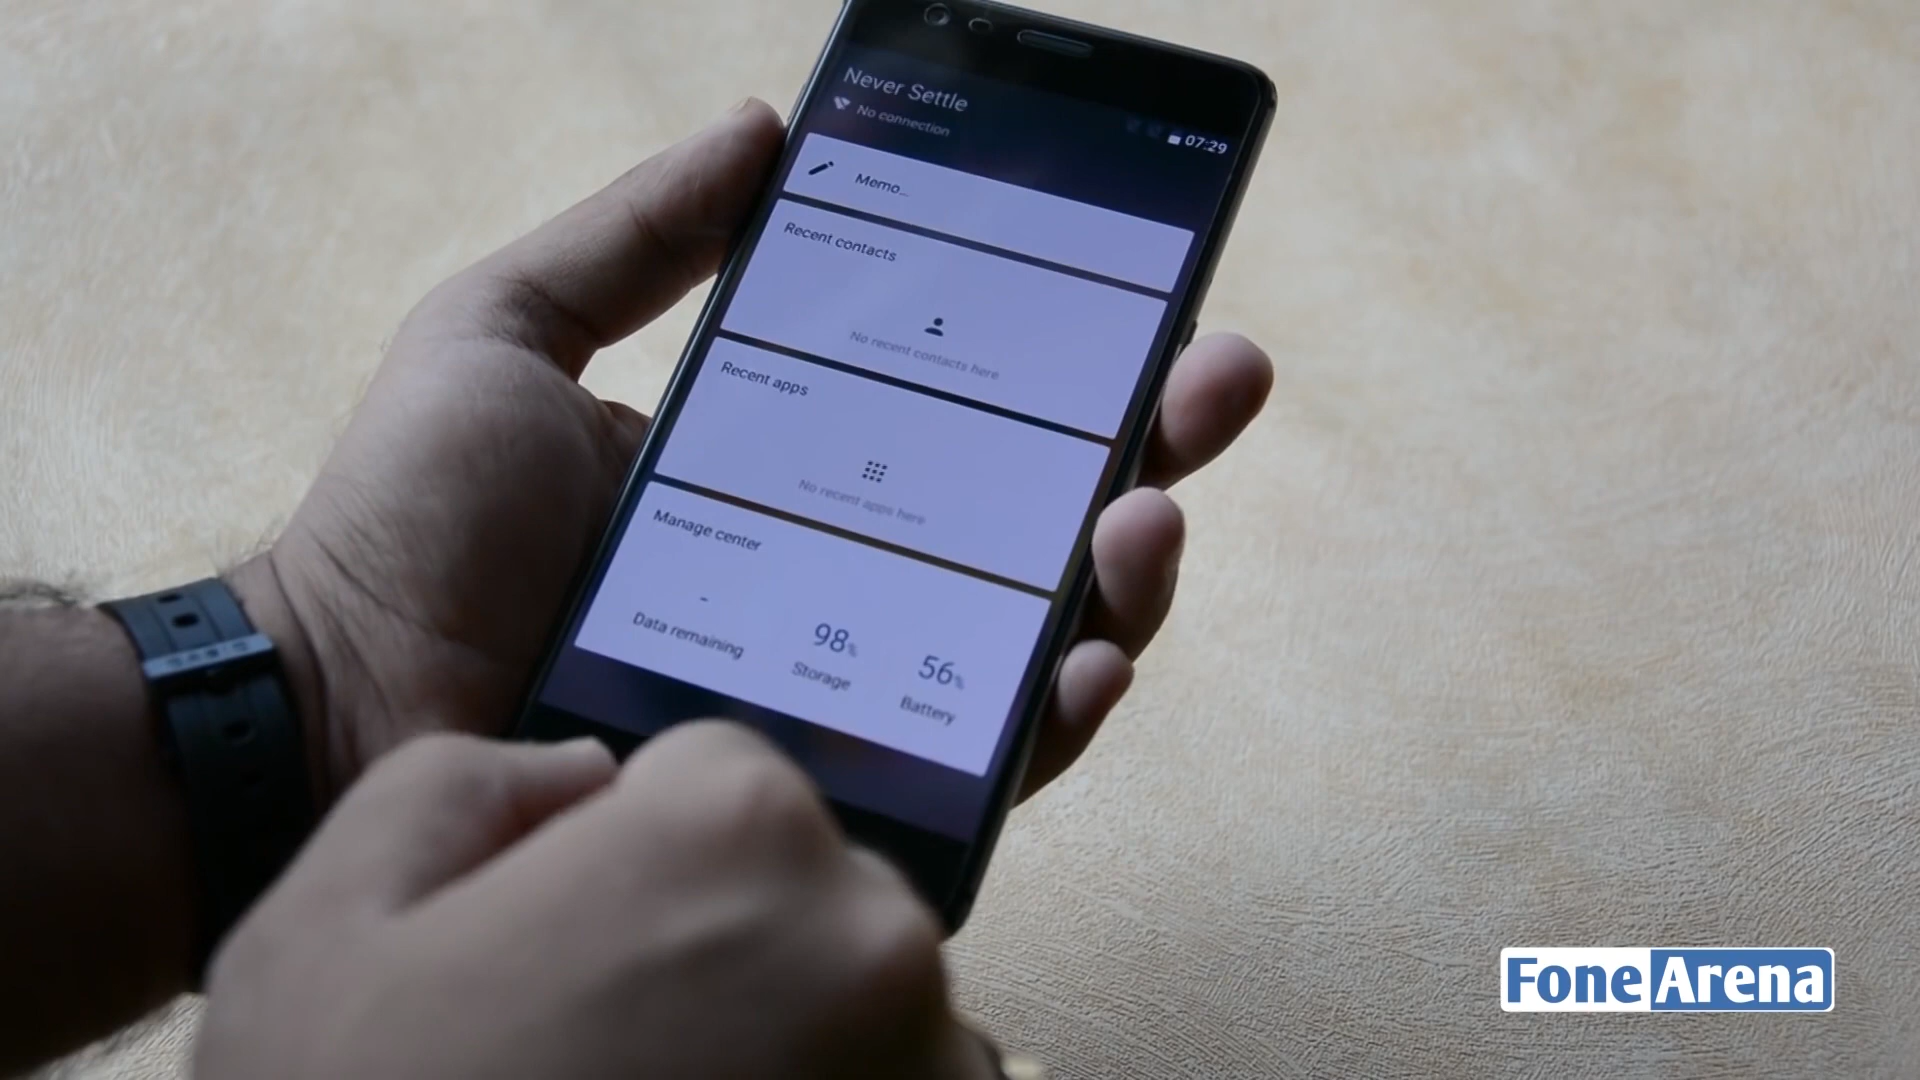 Never Settle
No connection
07:29
Memo...
Recent contacts
No recent contacts here
Recent apps
No recent apps here
Manage center
-
Data remaining
98%
Storage
56%
Battery
FoneArena